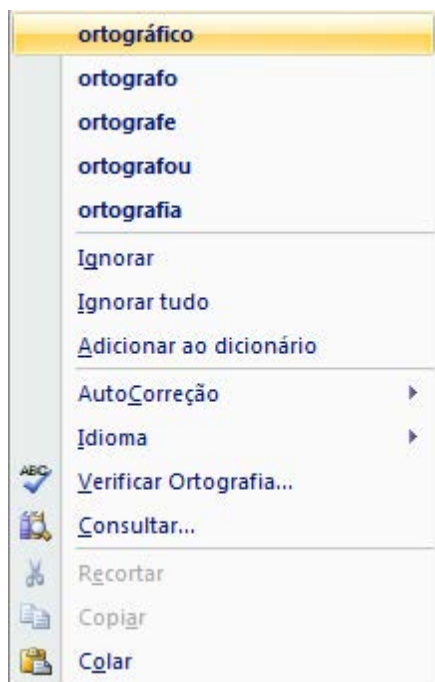 ortográfico
ortografo
ortografe
ortografou
ortografia
Ignorar
Ignorar tudo
Adicionar ao dicionário
AutoCorreção
Idioma
ABC
Verificar Ortografia...
Consultar...
Recortar
Copiar
Colar